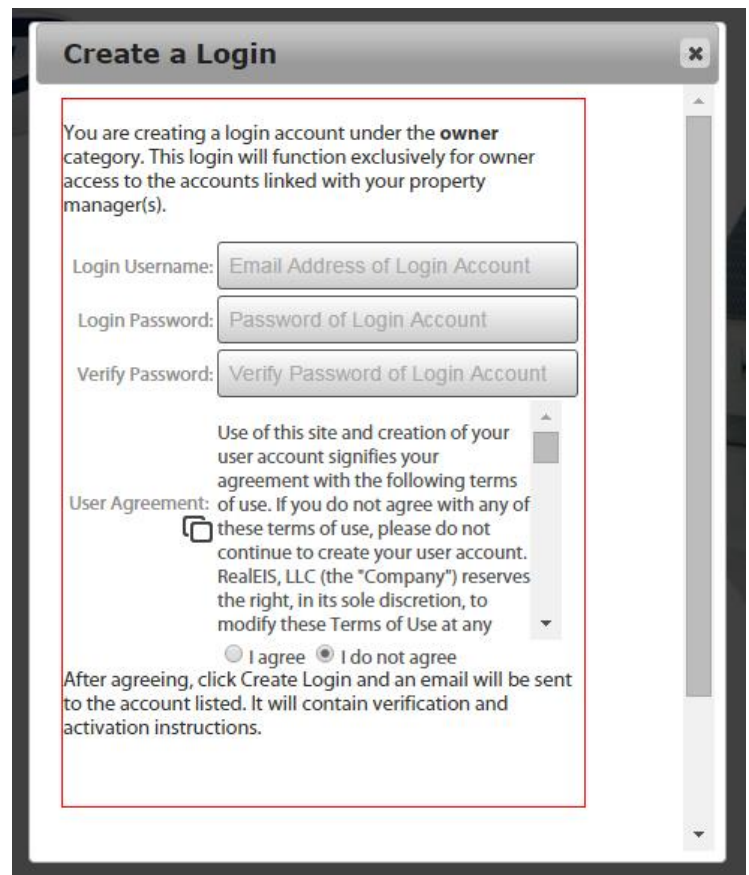 Create a Login
You are creating a login account under the owner
category. This login will function exclusively for owner
access to the accounts linked with your property
manager(s).
Login Username: Email Address of Login Account
Login Password: Password of Login Account
Verify Password: Verify Password of Login Account
User Agreement:
Use of this site and creation of your
user account signifies your
agreement with the following terms
of use. If you do not agree with any of
these terms of use, please do not
continue to create your user account.
RealEIS, LLC (the "Company") reserves
the right, in its sole discretion, to
modify these Terms of Use at any
I agree I do not agree
After agreeing, click Create Login and an email will be sent
to the account listed. It will contain verification and
activation instructions.